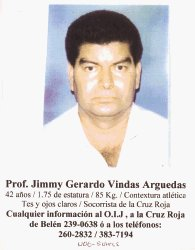 Prof. Jimmy Gerardo Vindas Arguedas
42 años / 1.75 de estatura / 85 Kg. / Contextura atlética
Tes y ojos claros / Socorrista de la Cruz Roja
Cualquier información al O.I.J , a la Cruz Roja
de Belén 239-0638 ó a los teléfonos:
260-2832 / 383-7194